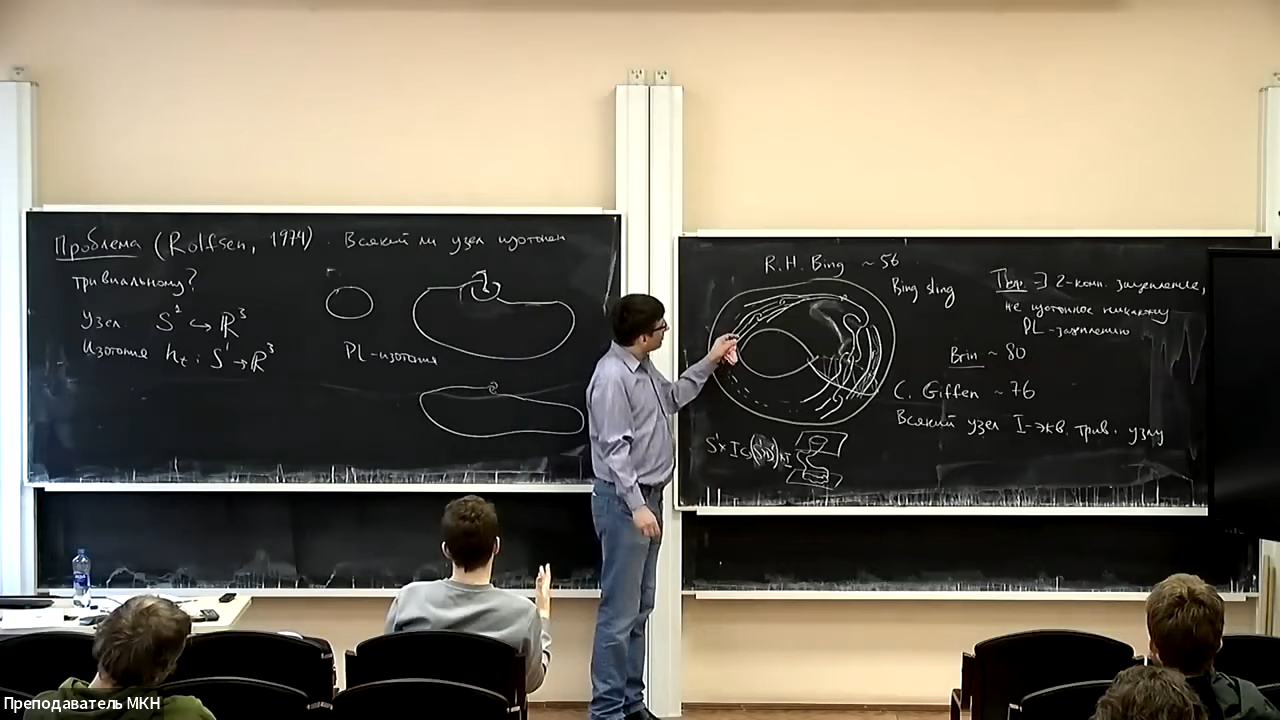 Проблема (Rolfsen, 1974). Всякий ли узел изотопен
тривиальному?
Узел S² ↪ ℝ³
Изотопия h_t : S¹ → ℝ³
PL-изотопия
R. H. Bing ~ 56
Bing sling
∃ 2-комп. зацепление,
не изотопное никакому
PL-зацеплению
Brin ~ 80
C. Giffen ~ 76
Всякий узел I-экв. трив. узлу
S¹ × I
Преподаватель МКН